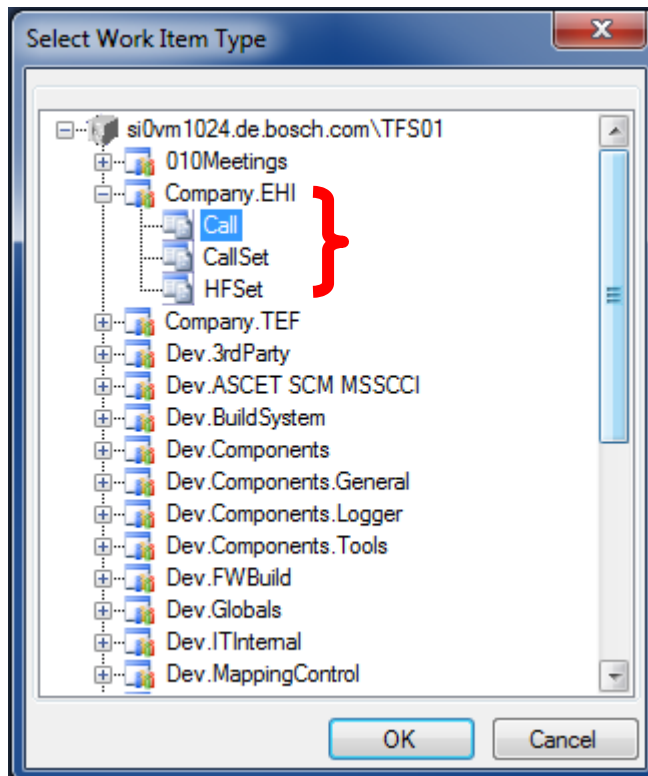 Select Work Item Type
si0vm1024.de.bosch.com\TFS01
010Meetings
Company.EHI
Call
CallSet
HFSet
Company.TEF
Dev.3rdParty
Dev.ASCET SCM MSSCCI
Dev.BuildSystem
Dev.Components
Dev.Components.General
Dev.Components.Logger
Dev.Components.Tools
Dev.FWBuild
Dev.Globals
Dev.ITInternal
Dev.MappingControl
OK Cancel